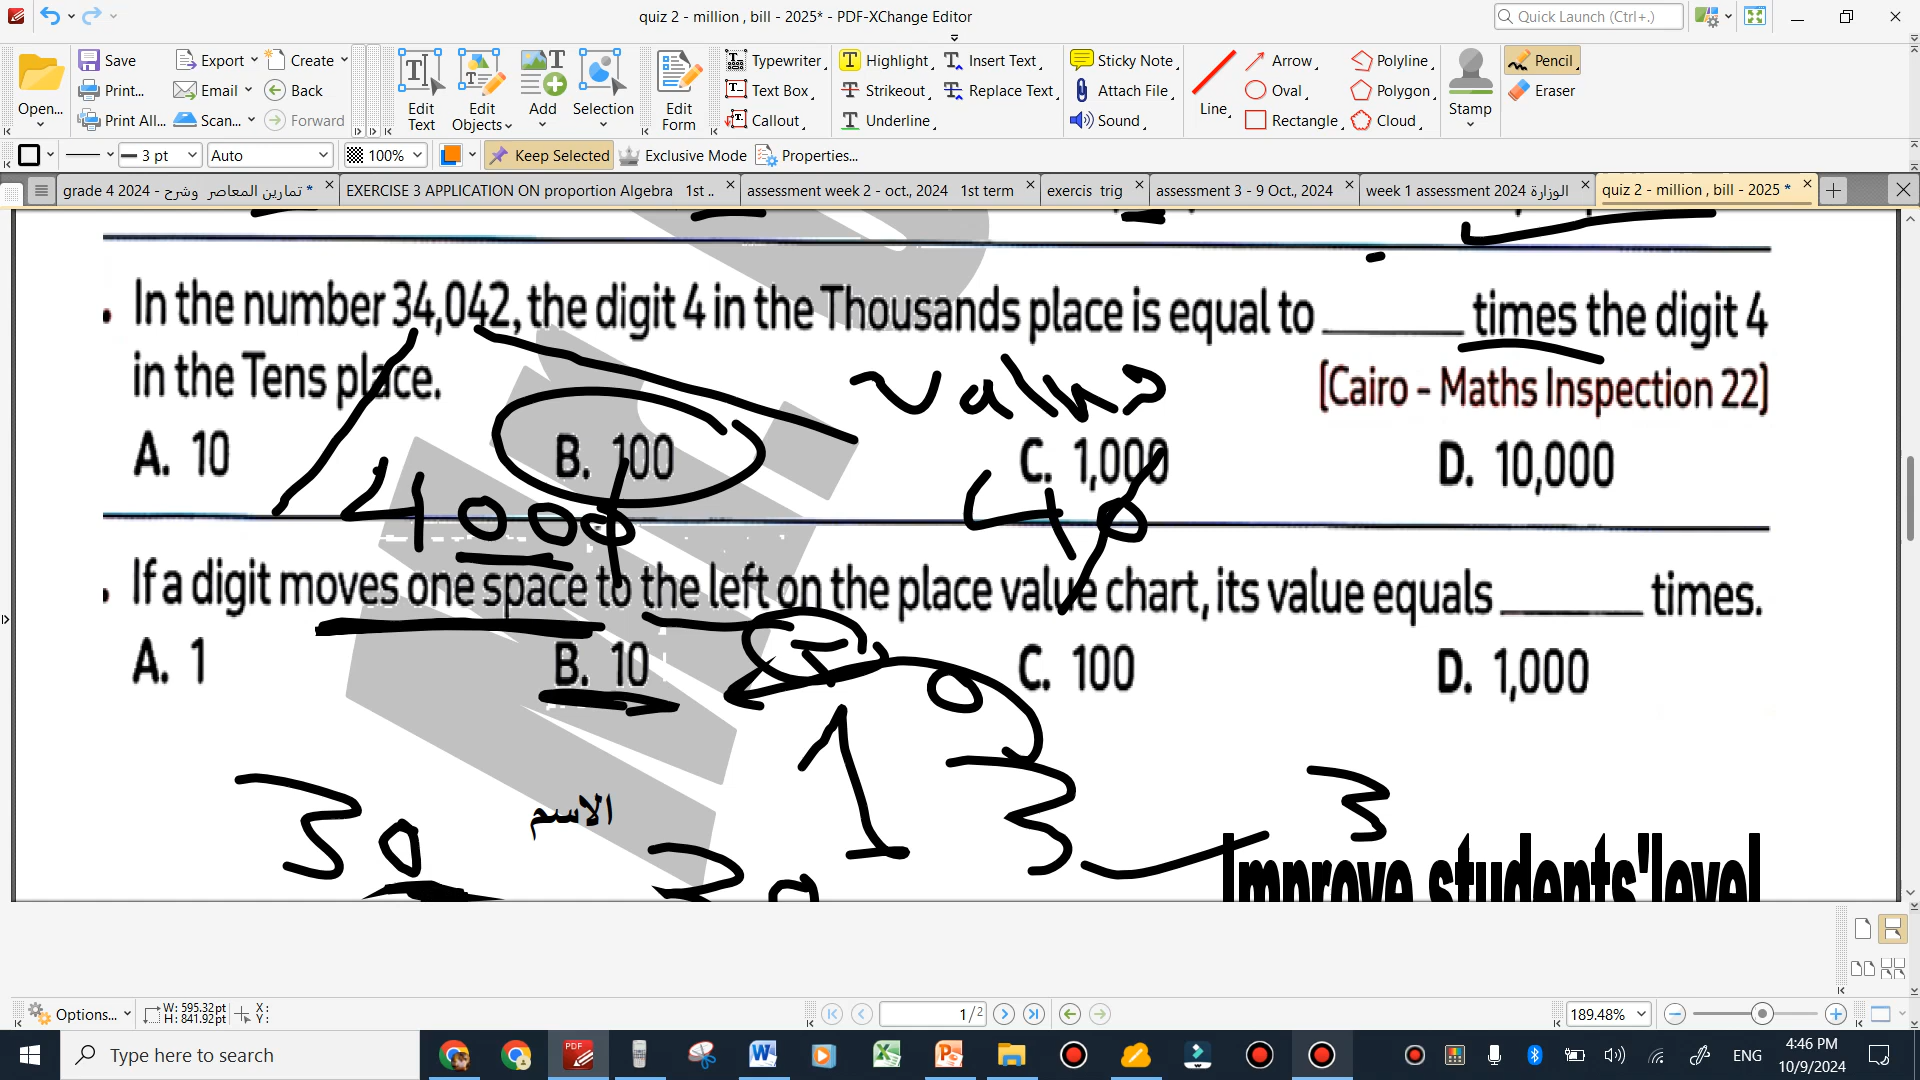 quiz 2 - million , bill - 2025* - PDF-XChange Editor
Quick Launch (Ctrl+.)
Open...
Save
Print...
Print All...
Export
Email
Scan...
Create
Back
Forward
Edit Text
Edit Objects
Add
Selection
Edit Form
Typewriter
Text Box
Callout
Highlight
Strikeout
Underline
Insert Text
Replace Text
Sticky Note
Attach File
Sound
Line
Arrow
Oval
Rectangle
Polyline
Polygon
Cloud
Stamp
Pencil
Eraser
3 pt
Auto
100%
Keep Selected
Exclusive Mode
Properties...
grade 4 2024 - تمارين المعاصر وشرح *
EXERCISE 3 APPLICATION ON proportion Algebra 1st ..
assessment week 2 - oct., 2024 1st term
exercis trig
assessment 3 - 9 Oct., 2024
week 1 assessment 2024 الوزارة
quiz 2 - million , bill - 2025 *
In the number 34,042, the digit 4 in the Thousands place is equal to ______ times the digit 4
in the Tens place.
[Cairo - Maths Inspection 22]
value
A. 10 B. 100 C. 1,000 D. 10,000
4000 40
If a digit moves one space to the left on the place value chart, its value equals ______ times.
A. 1 B. 10 C. 100 D. 1,000
30
الاسم
1
3
3
30
Improve students'level
1/2
Options...
W: 595.32pt
H: 841.92pt
X:
Y:
189.48%
Type here to search
ENG
4:46 PM
10/9/2024